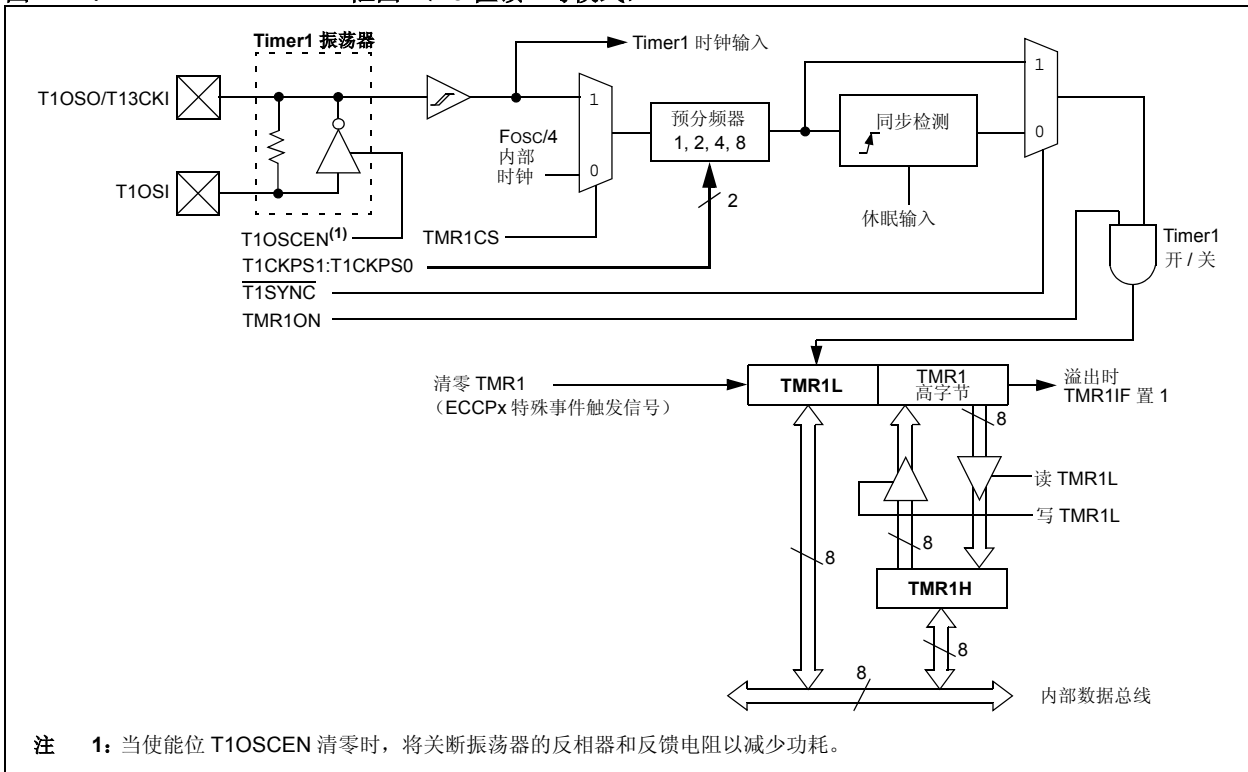 Timer1 振荡器
T1OSO/T13CKI
T1OSI
Timer1 时钟输入
1
0
FOSC/4
内部
时钟
预分频器
1, 2, 4, 8
2
同步检测
休眠输入
1
0
Timer1
开 / 关
T1OSCEN(1)
TMR1CS
T1CKPS1:T1CKPS0
T1SYNC
TMR1ON
清零 TMR1
（ECCPx 特殊事件触发信号）
TMR1L
TMR1
高字节
溢出时
TMR1IF 置 1
8
读 TMR1L
写 TMR1L
8
8
TMR1H
8
8
内部数据总线
注 1: 当使能位 T1OSCEN 清零时，将关断振荡器的反相器和反馈电阻以减少功耗。